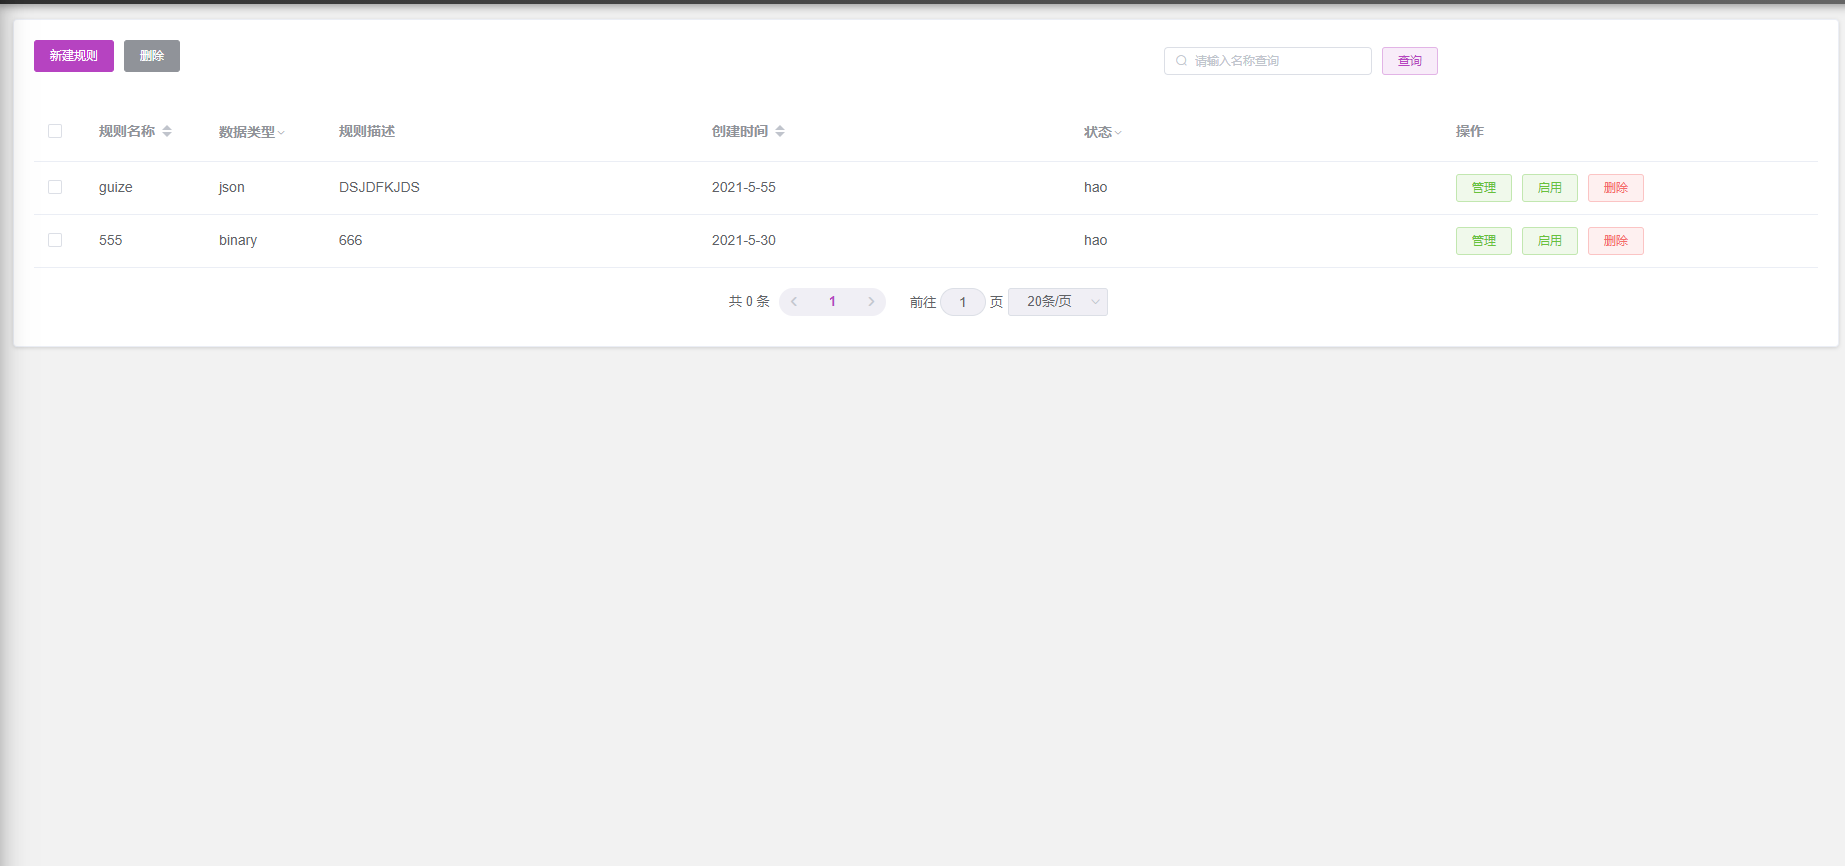 新建规则 删除 请输入名称查询 查询
规则名称 数据类型 规则描述 创建时间 状态 操作
guize json DSJDFKJDS 2021-5-55 hao 管理 启用 删除
555 binary 666 2021-5-30 hao 管理 启用 删除
共 0 条 1 前往 1 页 20条/页